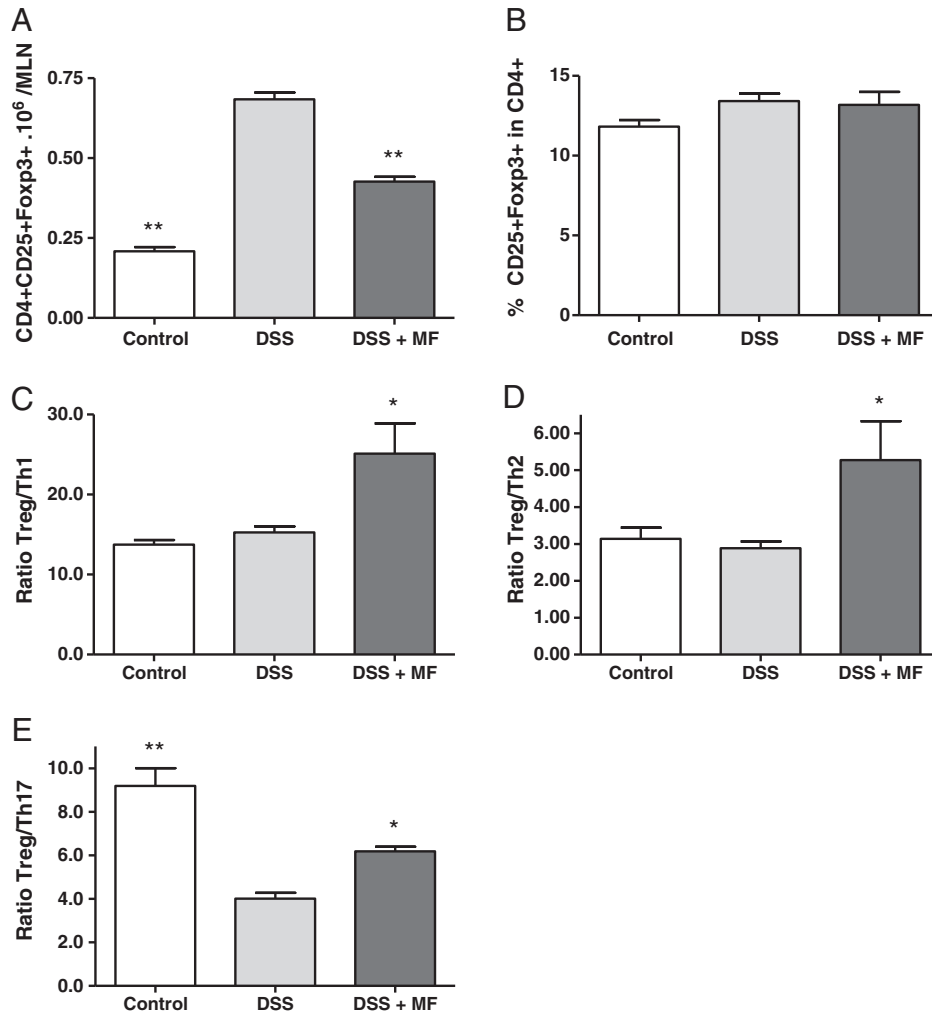 A
CD4+CD25+Foxp3+ .10⁶ /MLN
0.75
0.50
0.25
0.00
**
**
Control
DSS
DSS + MF
B
% CD25+Foxp3+ in CD4+
15
10
5
0
Control
DSS
DSS + MF
C
Ratio Treg/Th1
30.0
20.0
10.0
0.0
*
Control
DSS
DSS + MF
D
Ratio Treg/Th2
6.00
5.00
4.00
3.00
2.00
1.00
0.00
*
Control
DSS
DSS + MF
E
Ratio Treg/Th17
10.0
8.0
6.0
4.0
2.0
0.0
**
*
Control
DSS
DSS + MF